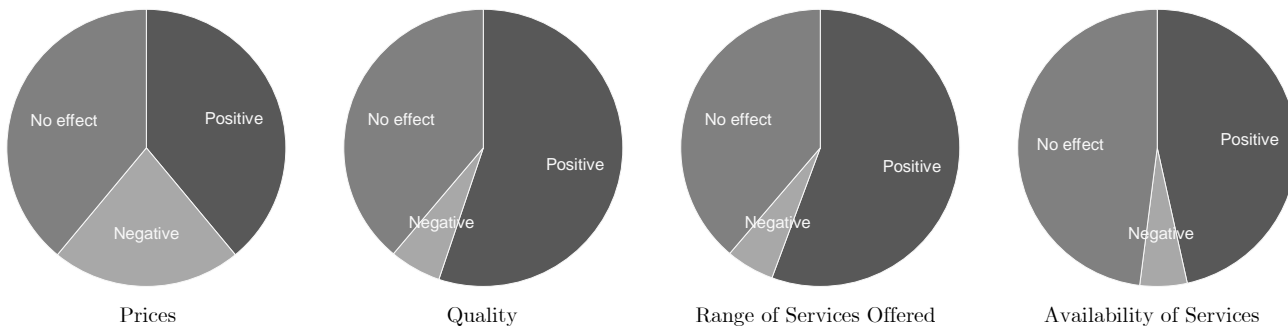 No effect
Positive
Negative
Prices
No effect
Positive
Negative
Quality
No effect
Positive
Negative
Range of Services Offered
No effect
Positive
Negative
Availability of Services